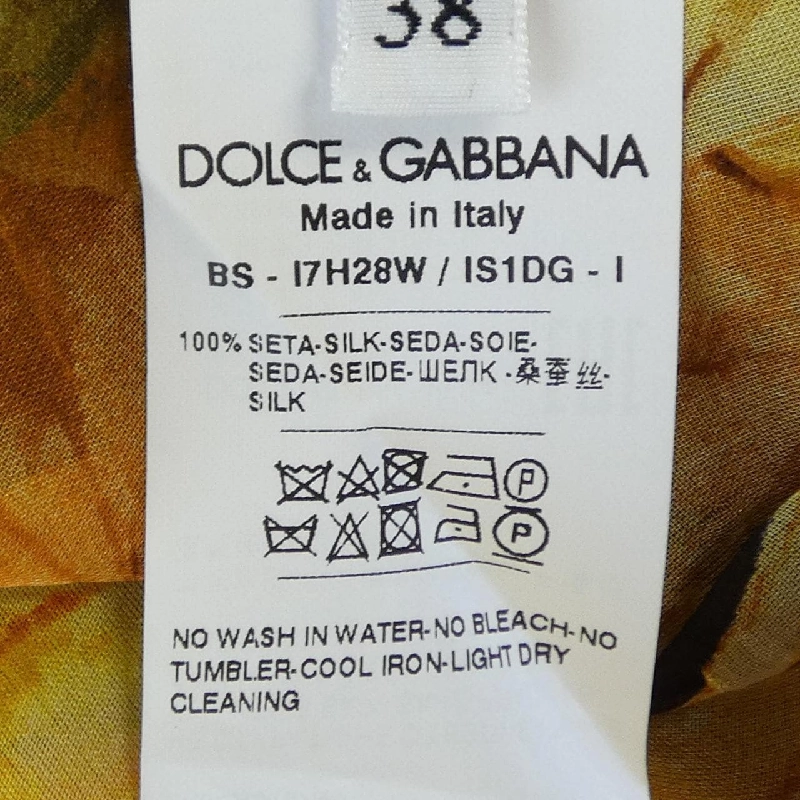 38
DOLCE & GABBANA
Made in Italy
BS - I7H28W / IS1DG - I
100% SETA-SILK-SEDA-SOIE-
SEDA-SEIDE-ШЕЛК-桑蚕丝-
SILK
P
P
NO WASH IN WATER-NO BLEACH-NO
TUMBLER-COOL IRON-LIGHT DRY
CLEANING